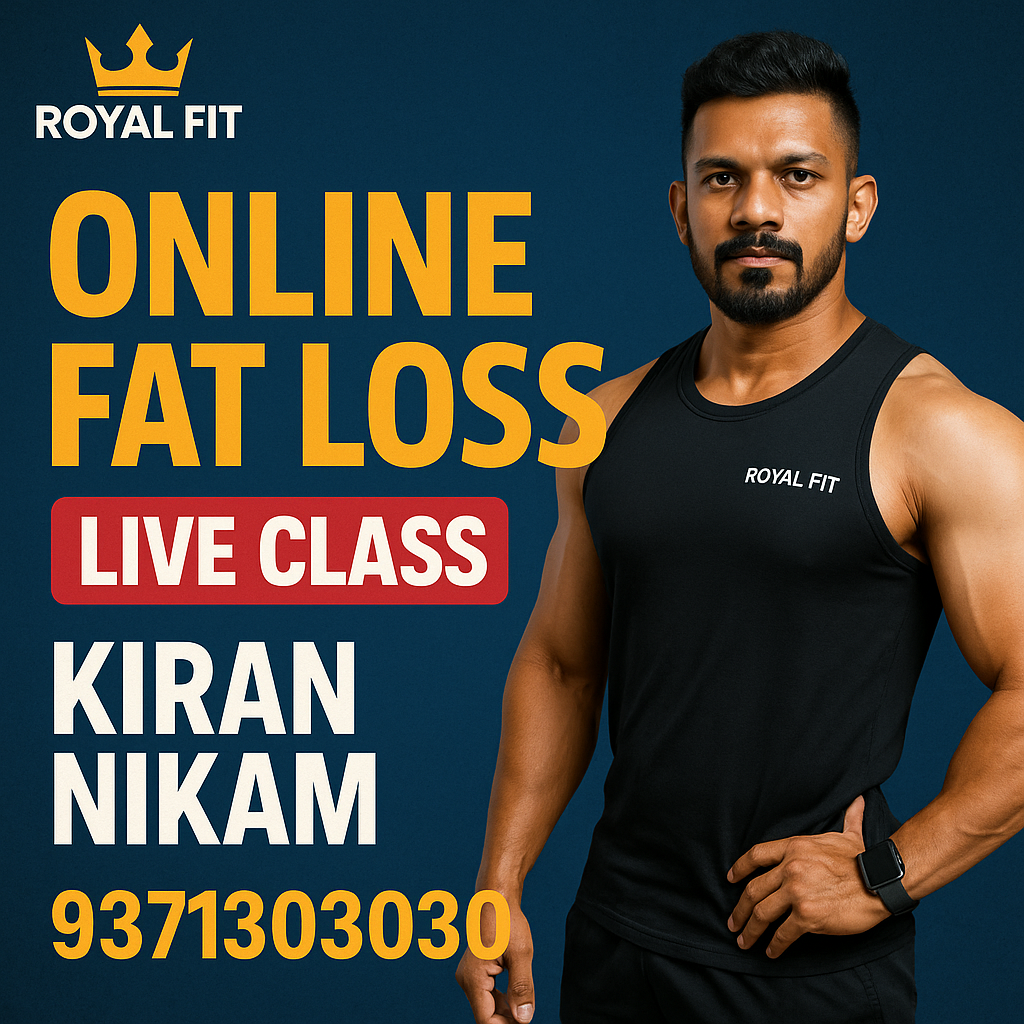 ROYAL FIT
ONLINE
FAT LOSS
LIVE CLASS
KIRAN
NIKAM
9371303030
ROYAL FIT